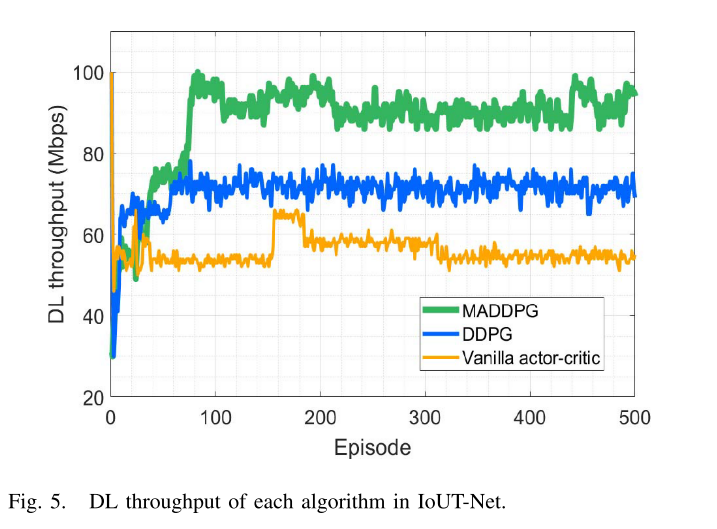 100
80
60
40
20
DL throughput (Mbps)
MADDPG
DDPG
Vanilla actor-critic
0 100 200 300 400 500
Episode
Fig. 5. DL throughput of each algorithm in IoUT-Net.